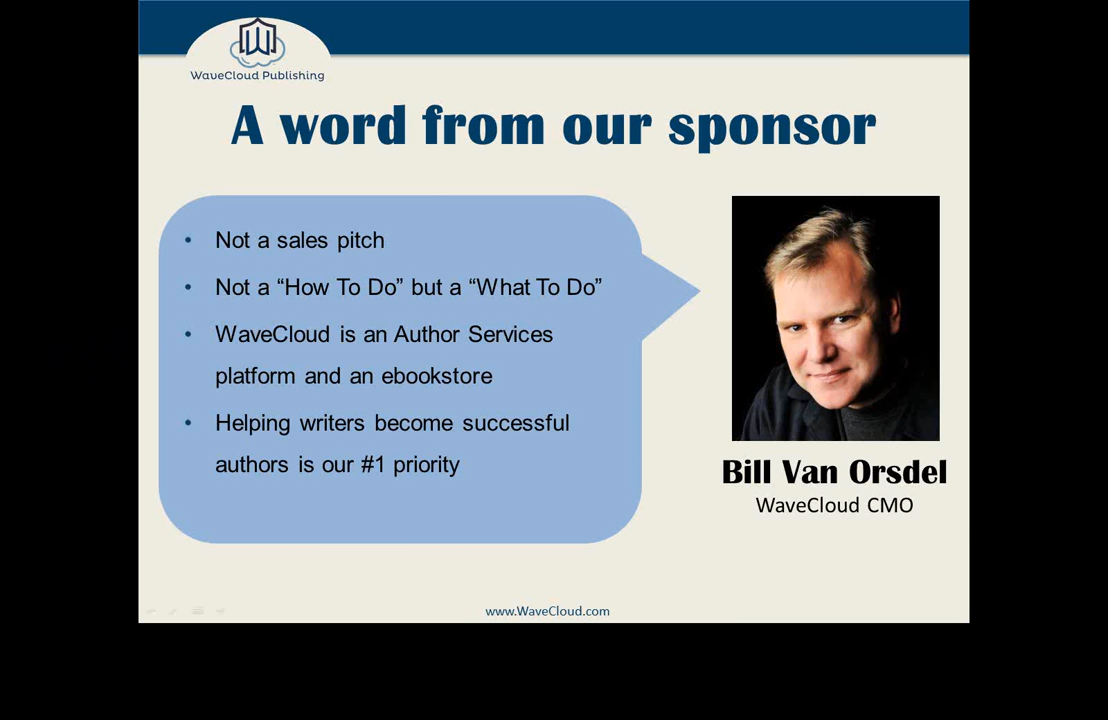 WaveCloud Publishing
A word from our sponsor
• Not a sales pitch
• Not a “How To Do” but a “What To Do”
• WaveCloud is an Author Services
platform and an ebookstore
• Helping writers become successful
authors is our #1 priority
Bill Van Orsdel
WaveCloud CMO
www.WaveCloud.com